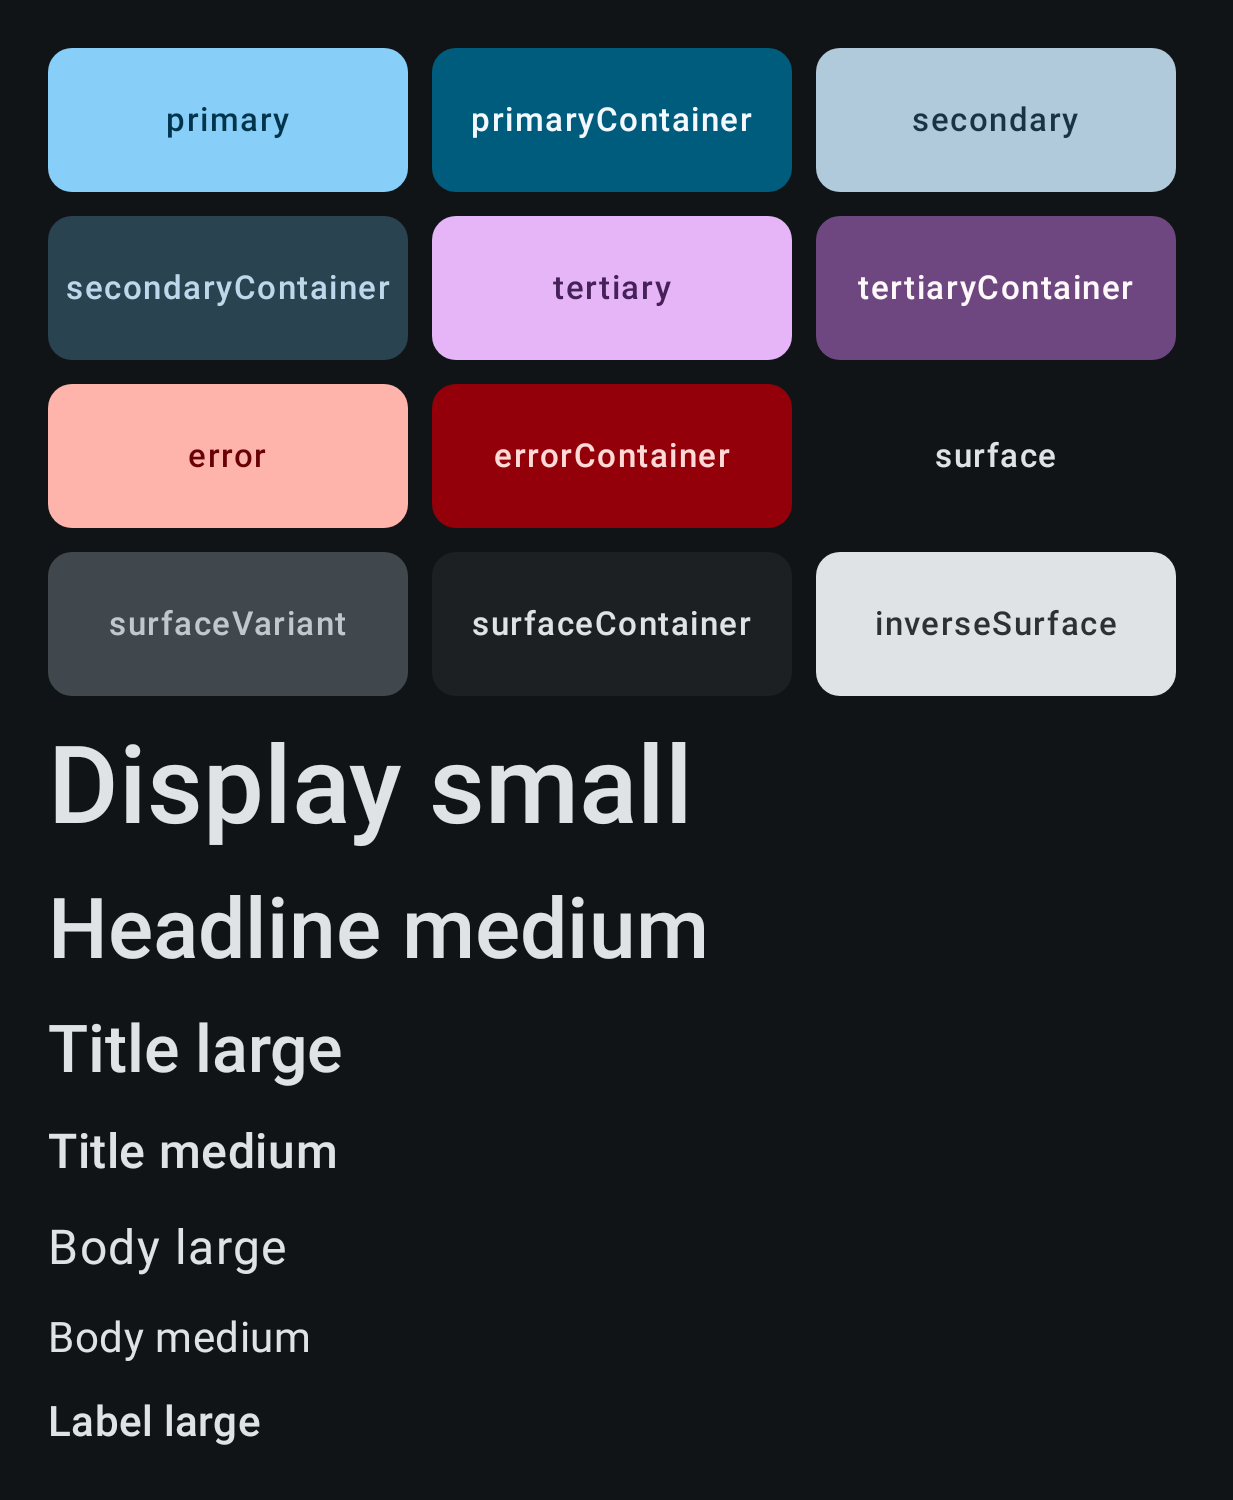 primary
primaryContainer
secondary
secondaryContainer
tertiary
tertiaryContainer
error
errorContainer
surface
surfaceVariant
surfaceContainer
inverseSurface
Display small
Headline medium
Title large
Title medium
Body large
Body medium
Label large